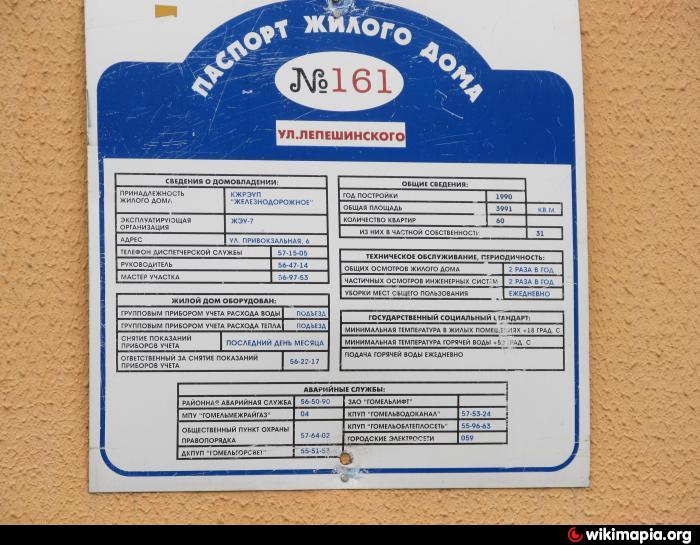 ПАСПОРТ ЖИЛОГО ДОМА
№161
УЛ.ЛЕПЕШИНСКОГО
СВЕДЕНИЯ О ДОМОВЛАДЕНИИ:
ПРИНАДЛЕЖНОСТЬ ЖИЛОГО ДОМА КЖРЭУП "ЖЕЛЕЗНОДОРОЖНОЕ"
ЭКСПЛУАТИРУЮЩАЯ ОРГАНИЗАЦИЯ ЖЭУ-7
АДРЕС УЛ. ПРИВОКЗАЛЬНАЯ, 6
ТЕЛЕФОН ДИСПЕТЧЕРСКОЙ СЛУЖБЫ 57-15-05
РУКОВОДИТЕЛЬ 56-47-14
МАСТЕР УЧАСТКА 56-97-53
ЖИЛОЙ ДОМ ОБОРУДОВАН:
ГРУППОВЫМ ПРИБОРОМ УЧЕТА РАСХОДА ВОДЫ ПОДЪЕЗД
ГРУППОВЫМ ПРИБОРОМ УЧЕТА РАСХОДА ТЕПЛА ПОДЪЕЗД
СНЯТИЕ ПОКАЗАНИЙ ПРИБОРОВ УЧЕТА ПОСЛЕДНИЙ ДЕНЬ МЕСЯЦА
ОТВЕТСТВЕННЫЙ ЗА СНЯТИЕ ПОКАЗАНИЙ ПРИБОРОВ УЧЕТА 56-22-17
ОБЩИЕ СВЕДЕНИЯ:
ГОД ПОСТРОЙКИ 1990
ОБЩАЯ ПЛОЩАДЬ 3991 КВ.М.
КОЛИЧЕСТВО КВАРТИР 60
ИЗ НИХ В ЧАСТНОЙ СОБСТВЕННОСТИ: 31
ТЕХНИЧЕСКОЕ ОБСЛУЖИВАНИЕ, ПЕРИОДИЧНОСТЬ:
ОБЩИХ ОСМОТРОВ ЖИЛОГО ДОМА 2 РАЗА В ГОД
ЧАСТИЧНЫХ ОСМОТРОВ ИНЖЕНЕРНЫХ СИСТЕМ 2 РАЗА В ГОД
УБОРКИ МЕСТ ОБЩЕГО ПОЛЬЗОВАНИЯ ЕЖЕДНЕВНО
ГОСУДАРСТВЕННЫЙ СОЦИАЛЬНЫЙ СТАНДАРТ:
МИНИМАЛЬНАЯ ТЕМПЕРАТУРА В ЖИЛЫХ ПОМЕЩЕНИЯХ +18 ГРАД. С
МИНИМАЛЬНАЯ ТЕМПЕРАТУРА ГОРЯЧЕЙ ВОДЫ ГРАД. С
ПОДАЧА ГОРЯЧЕЙ ВОДЫ ЕЖЕДНЕВНО
АВАРИЙНЫЕ СЛУЖБЫ:
РАЙОННАЯ АВАРИЙНАЯ СЛУЖБА 56-50-90 ЗАО "ГОМЕЛЬЛИФТ"
МПУ "ГОМЕЛЬМЕЖРАЙГАЗ" 04 КПУП "ГОМЕЛЬВОДОКАНАЛ" 57-53-24
ОБЩЕСТВЕННЫЙ ПУНКТ ОХРАНЫ ПРАВОПОРЯДКА 57-64-02 КЖУП "ГОМЕЛЬОБЛТЕПЛОСЕТЬ" 55-96-63
ГОРОДСКИЕ ЭЛЕКТРОСЕТИ 059
ДКПУП "ГОМЕЛЬГОРСВЕТ" 55-51-53
wikimapia.org